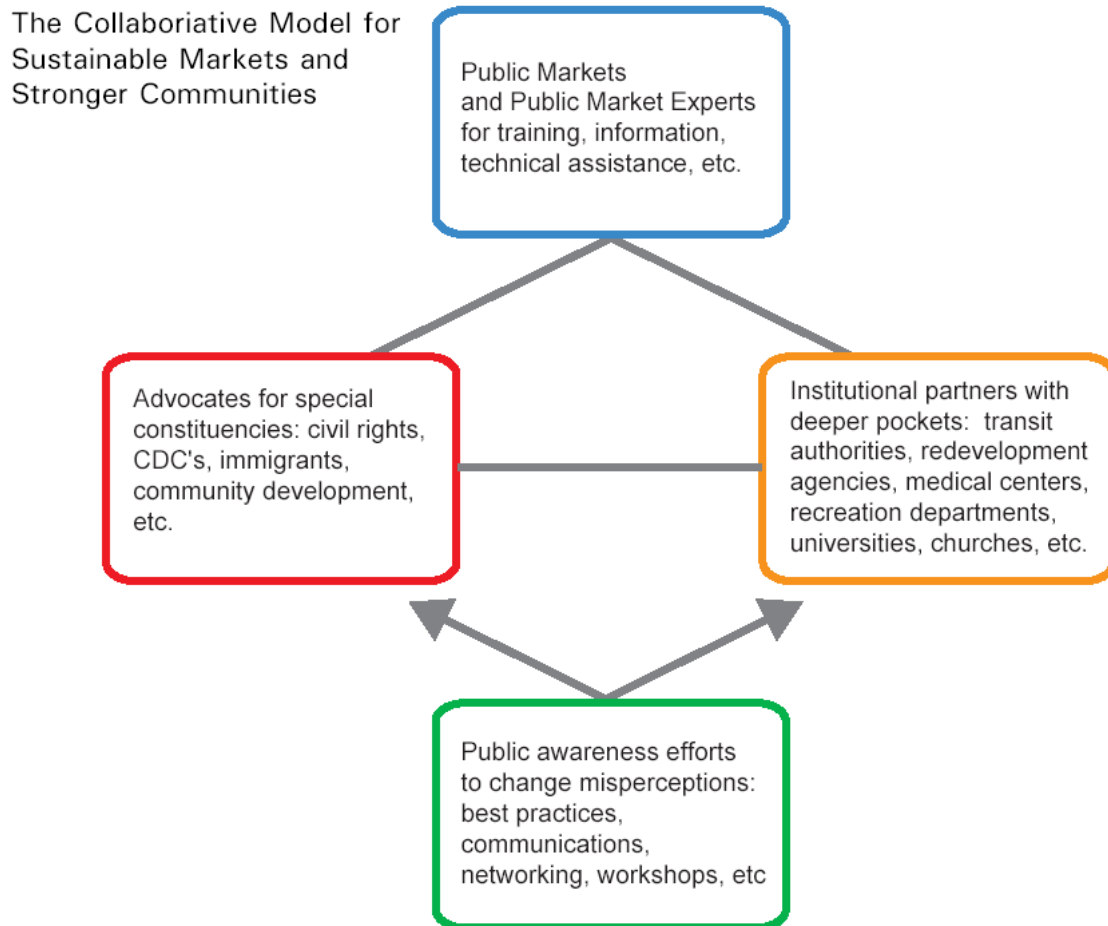 The Collaboriative Model for
Sustainable Markets and
Stronger Communities
Public Markets
and Public Market Experts
for training, information,
technical assistance, etc.
Advocates for special
constituencies: civil rights,
CDC's, immigrants,
community development,
etc.
Institutional partners with
deeper pockets:  transit
authorities, redevelopment
agencies, medical centers,
recreation departments,
universities, churches, etc.
Public awareness efforts
to change misperceptions:
best practices,
communications,
networking, workshops, etc